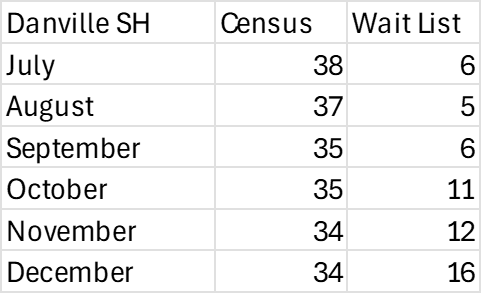 Danville SH Census Wait List
July 38 6
August 37 5
September 35 6
October 35 11
November 34 12
December 34 16